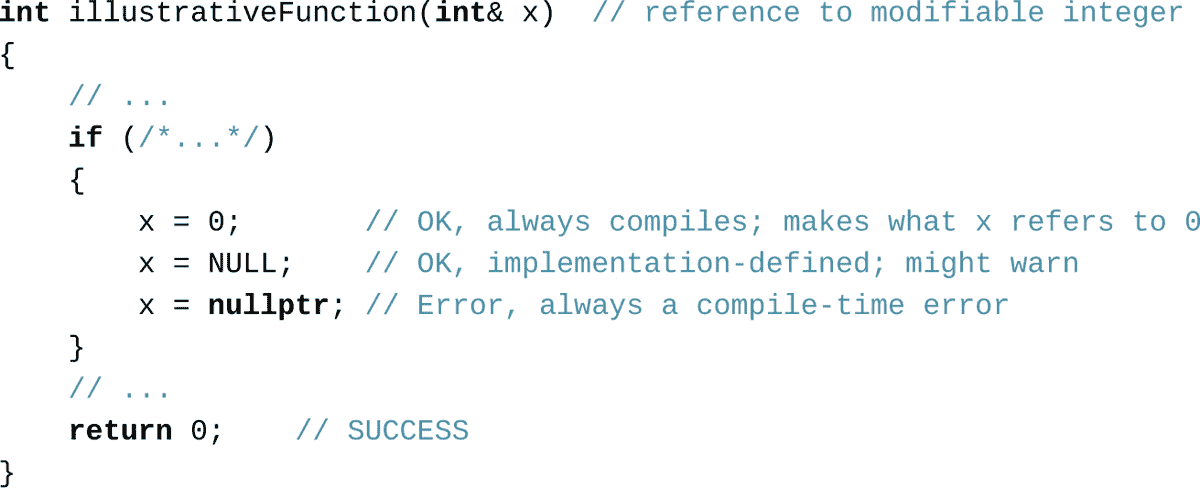 int illustrativeFunction(int& x)  // reference to modifiable integer
{
    // ...
    if (/*...*/)
    {
        x = 0;       // OK, always compiles; makes what x refers to 0
        x = NULL;    // OK, implementation-defined; might warn
        x = nullptr; // Error, always a compile-time error
    }
    // ...
    return 0;    // SUCCESS
}